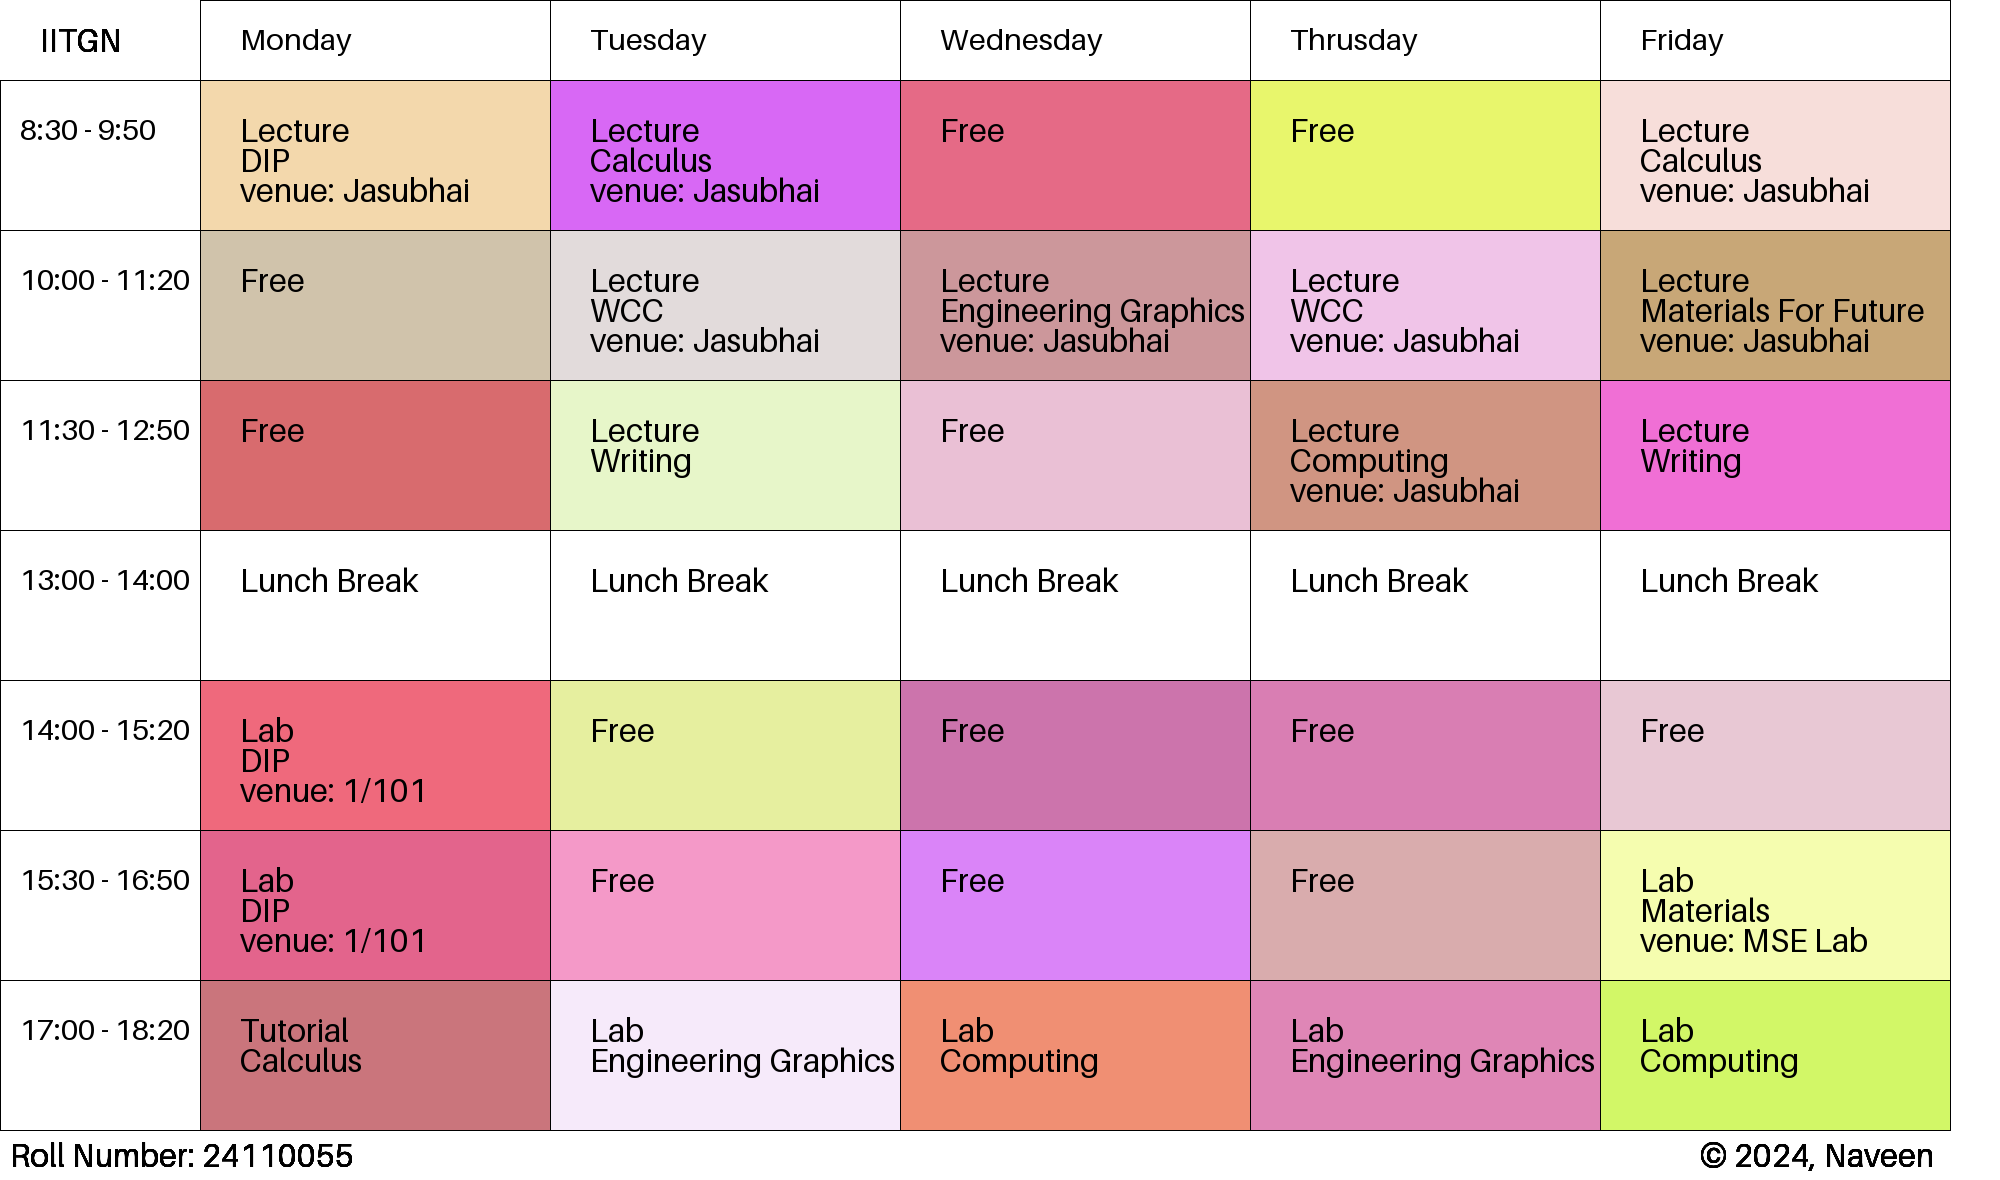 IITGN
Monday
Tuesday
Wednesday
Thrusday
Friday
8:30 - 9:50
Lecture
DIP
venue: Jasubhai
Lecture
Calculus
venue: Jasubhai
Free
Free
Lecture
Calculus
venue: Jasubhai
10:00 - 11:20
Free
Lecture
WCC
venue: Jasubhai
Lecture
Engineering Graphics
venue: Jasubhai
Lecture
WCC
venue: Jasubhai
Lecture
Materials For Future
venue: Jasubhai
11:30 - 12:50
Free
Lecture
Writing
Free
Lecture
Computing
venue: Jasubhai
Lecture
Writing
13:00 - 14:00
Lunch Break
Lunch Break
Lunch Break
Lunch Break
Lunch Break
14:00 - 15:20
Lab
DIP
venue: 1/101
Free
Free
Free
Free
15:30 - 16:50
Lab
DIP
venue: 1/101
Free
Free
Free
Lab
Materials
venue: MSE Lab
17:00 - 18:20
Tutorial
Calculus
Lab
Engineering Graphics
Lab
Computing
Lab
Engineering Graphics
Lab
Computing
Roll Number: 24110055
© 2024, Naveen